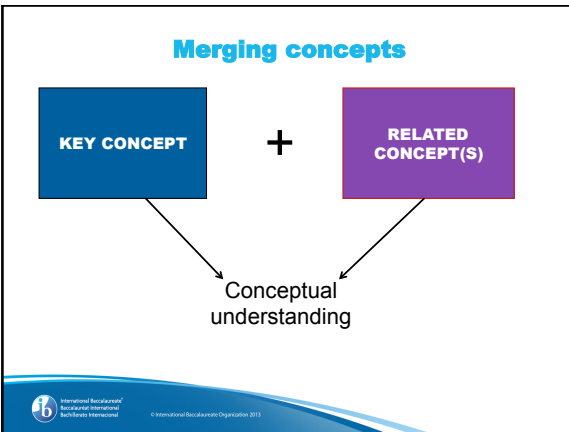 Merging concepts
KEY CONCEPT
+
RELATED
CONCEPT(S)
Conceptual
understanding
International Baccalaureate®
Baccalauréat International
Bachillerato Internacional
© International Baccalaureate Organization 2013